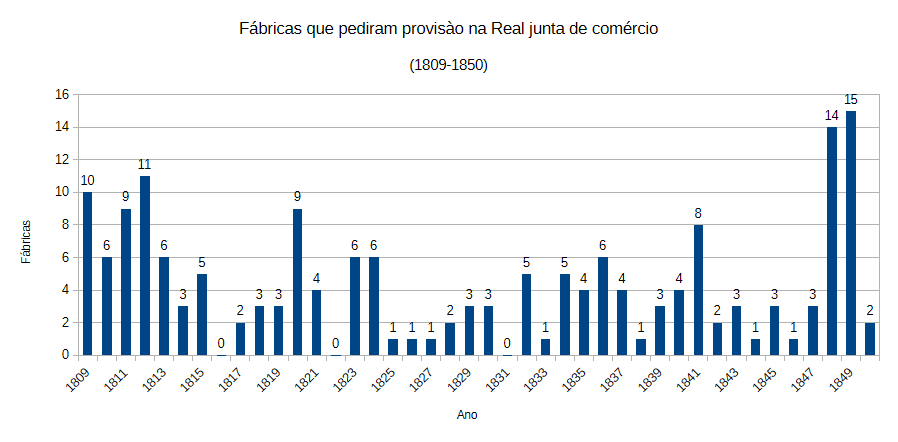 Fábricas que pediram provisào na Real junta de comércio
(1809-1850)
16
14
12
10
8
6
4
2
0
Fábricas
10 6 9 11 6 3 5 0 2 3 3 9 4 0 6 6 1 1 1 2 3 3 0 5 1 5 4 6 4 1 3 4 8 2 3 1 3 1 3 14 15 2
1809 1811 1813 1815 1817 1819 1821 1823 1825 1827 1829 1831 1833 1835 1837 1839 1841 1843 1845 1847 1849
Ano